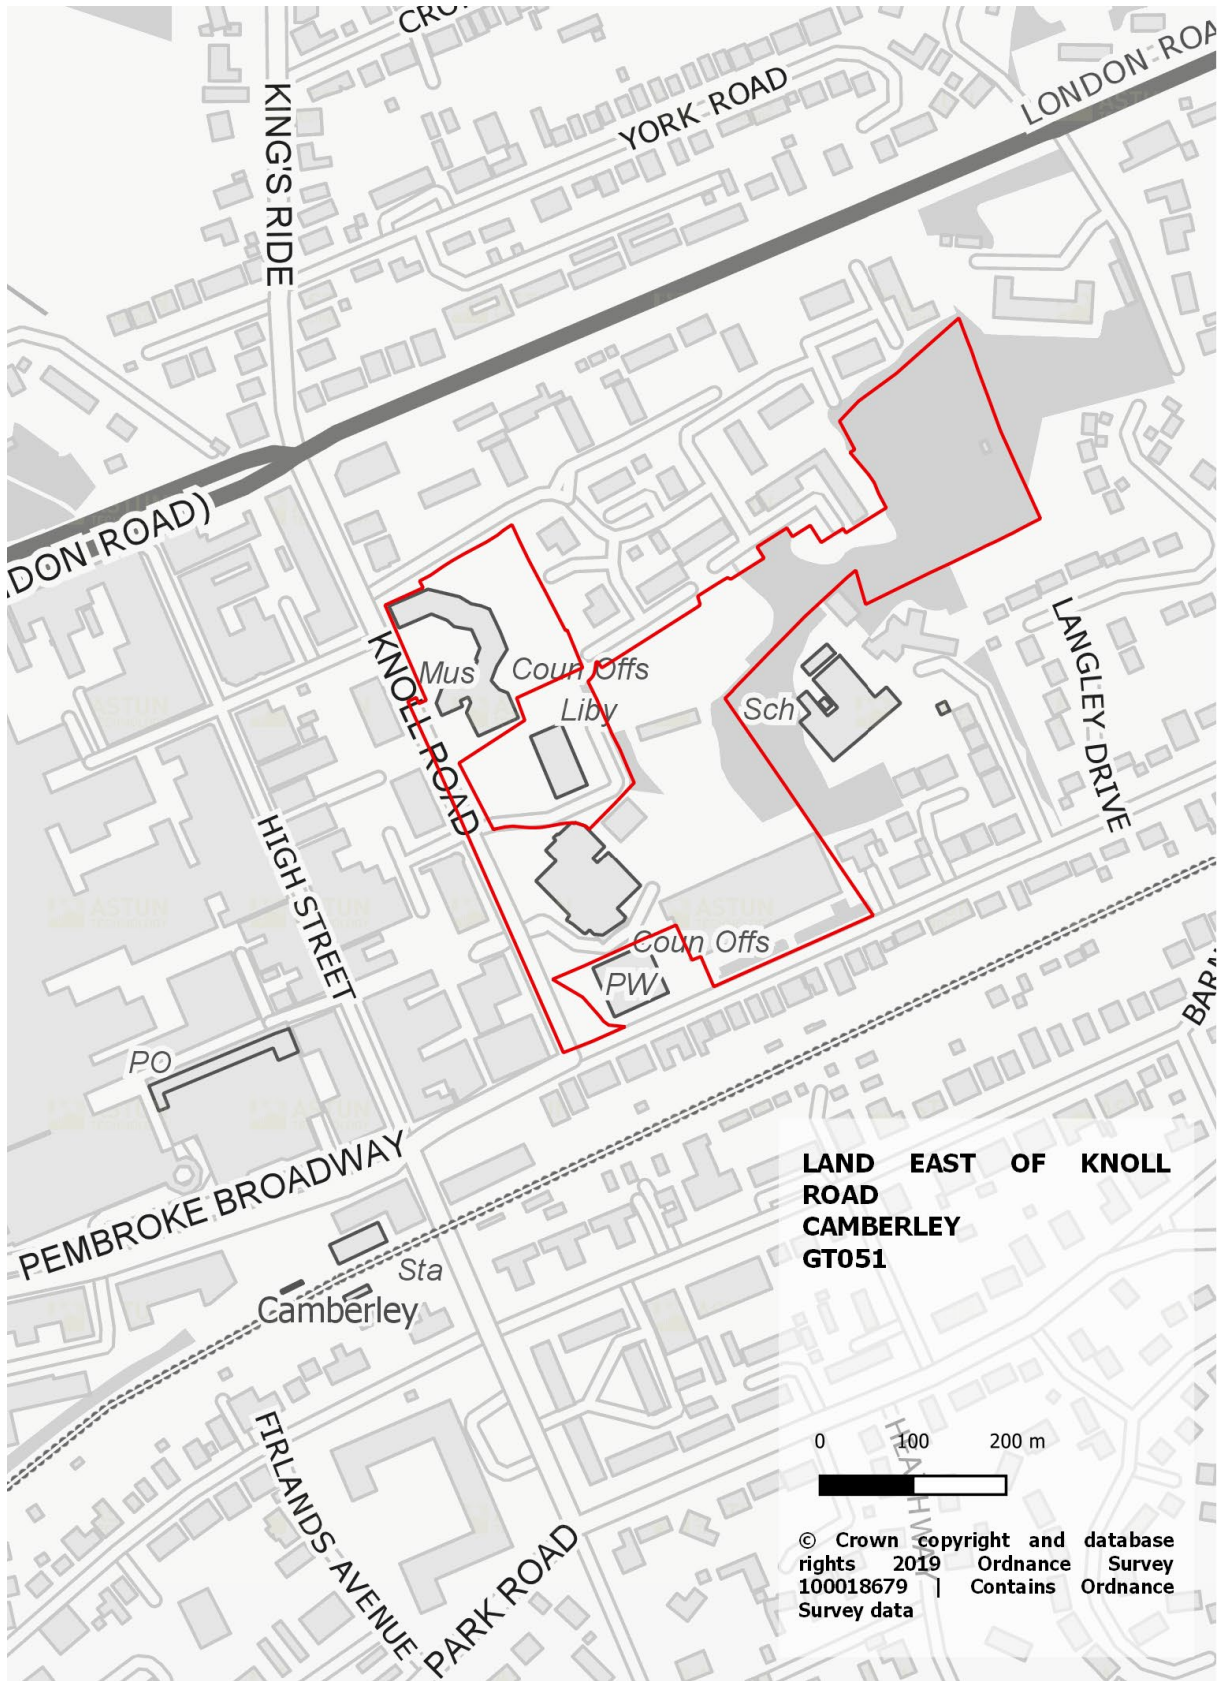 CRO
YORK ROAD
LONDON ROA
KING'S RIDE
DON ROAD)
KNOLL ROAD
Mus
Coun Offs
Liby
Sch
LANGLEY DRIVE
HIGH STREET
ASTUN
Coun Offs
PW
BARN
PO
PEMBROKE BROADWAY
Sta
Camberley
LAND EAST OF KNOLL
ROAD
CAMBERLEY
GT051
FIRLANDS AVENUE
PARK ROAD
0 100 200 m
© Crown copyright and database
rights 2019 Ordnance Survey
100018679 | Contains Ordnance
Survey data